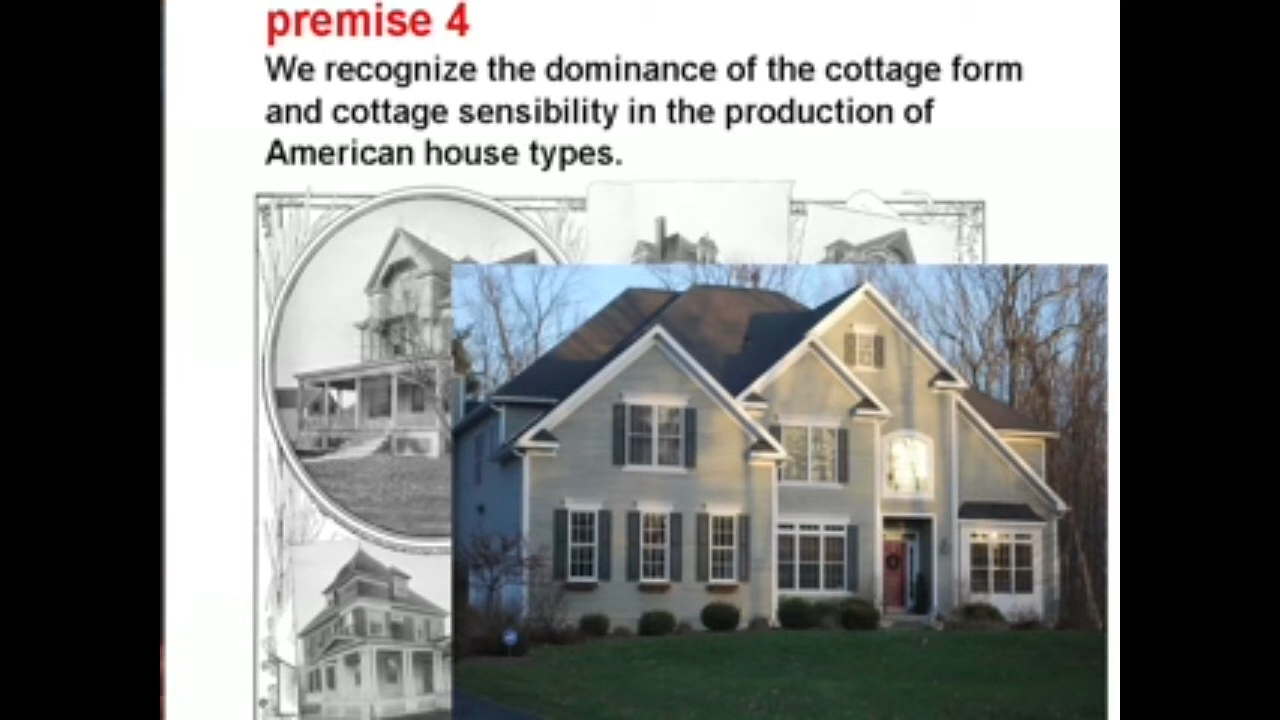 premise 4
We recognize the dominance of the cottage form
and cottage sensibility in the production of
American house types.